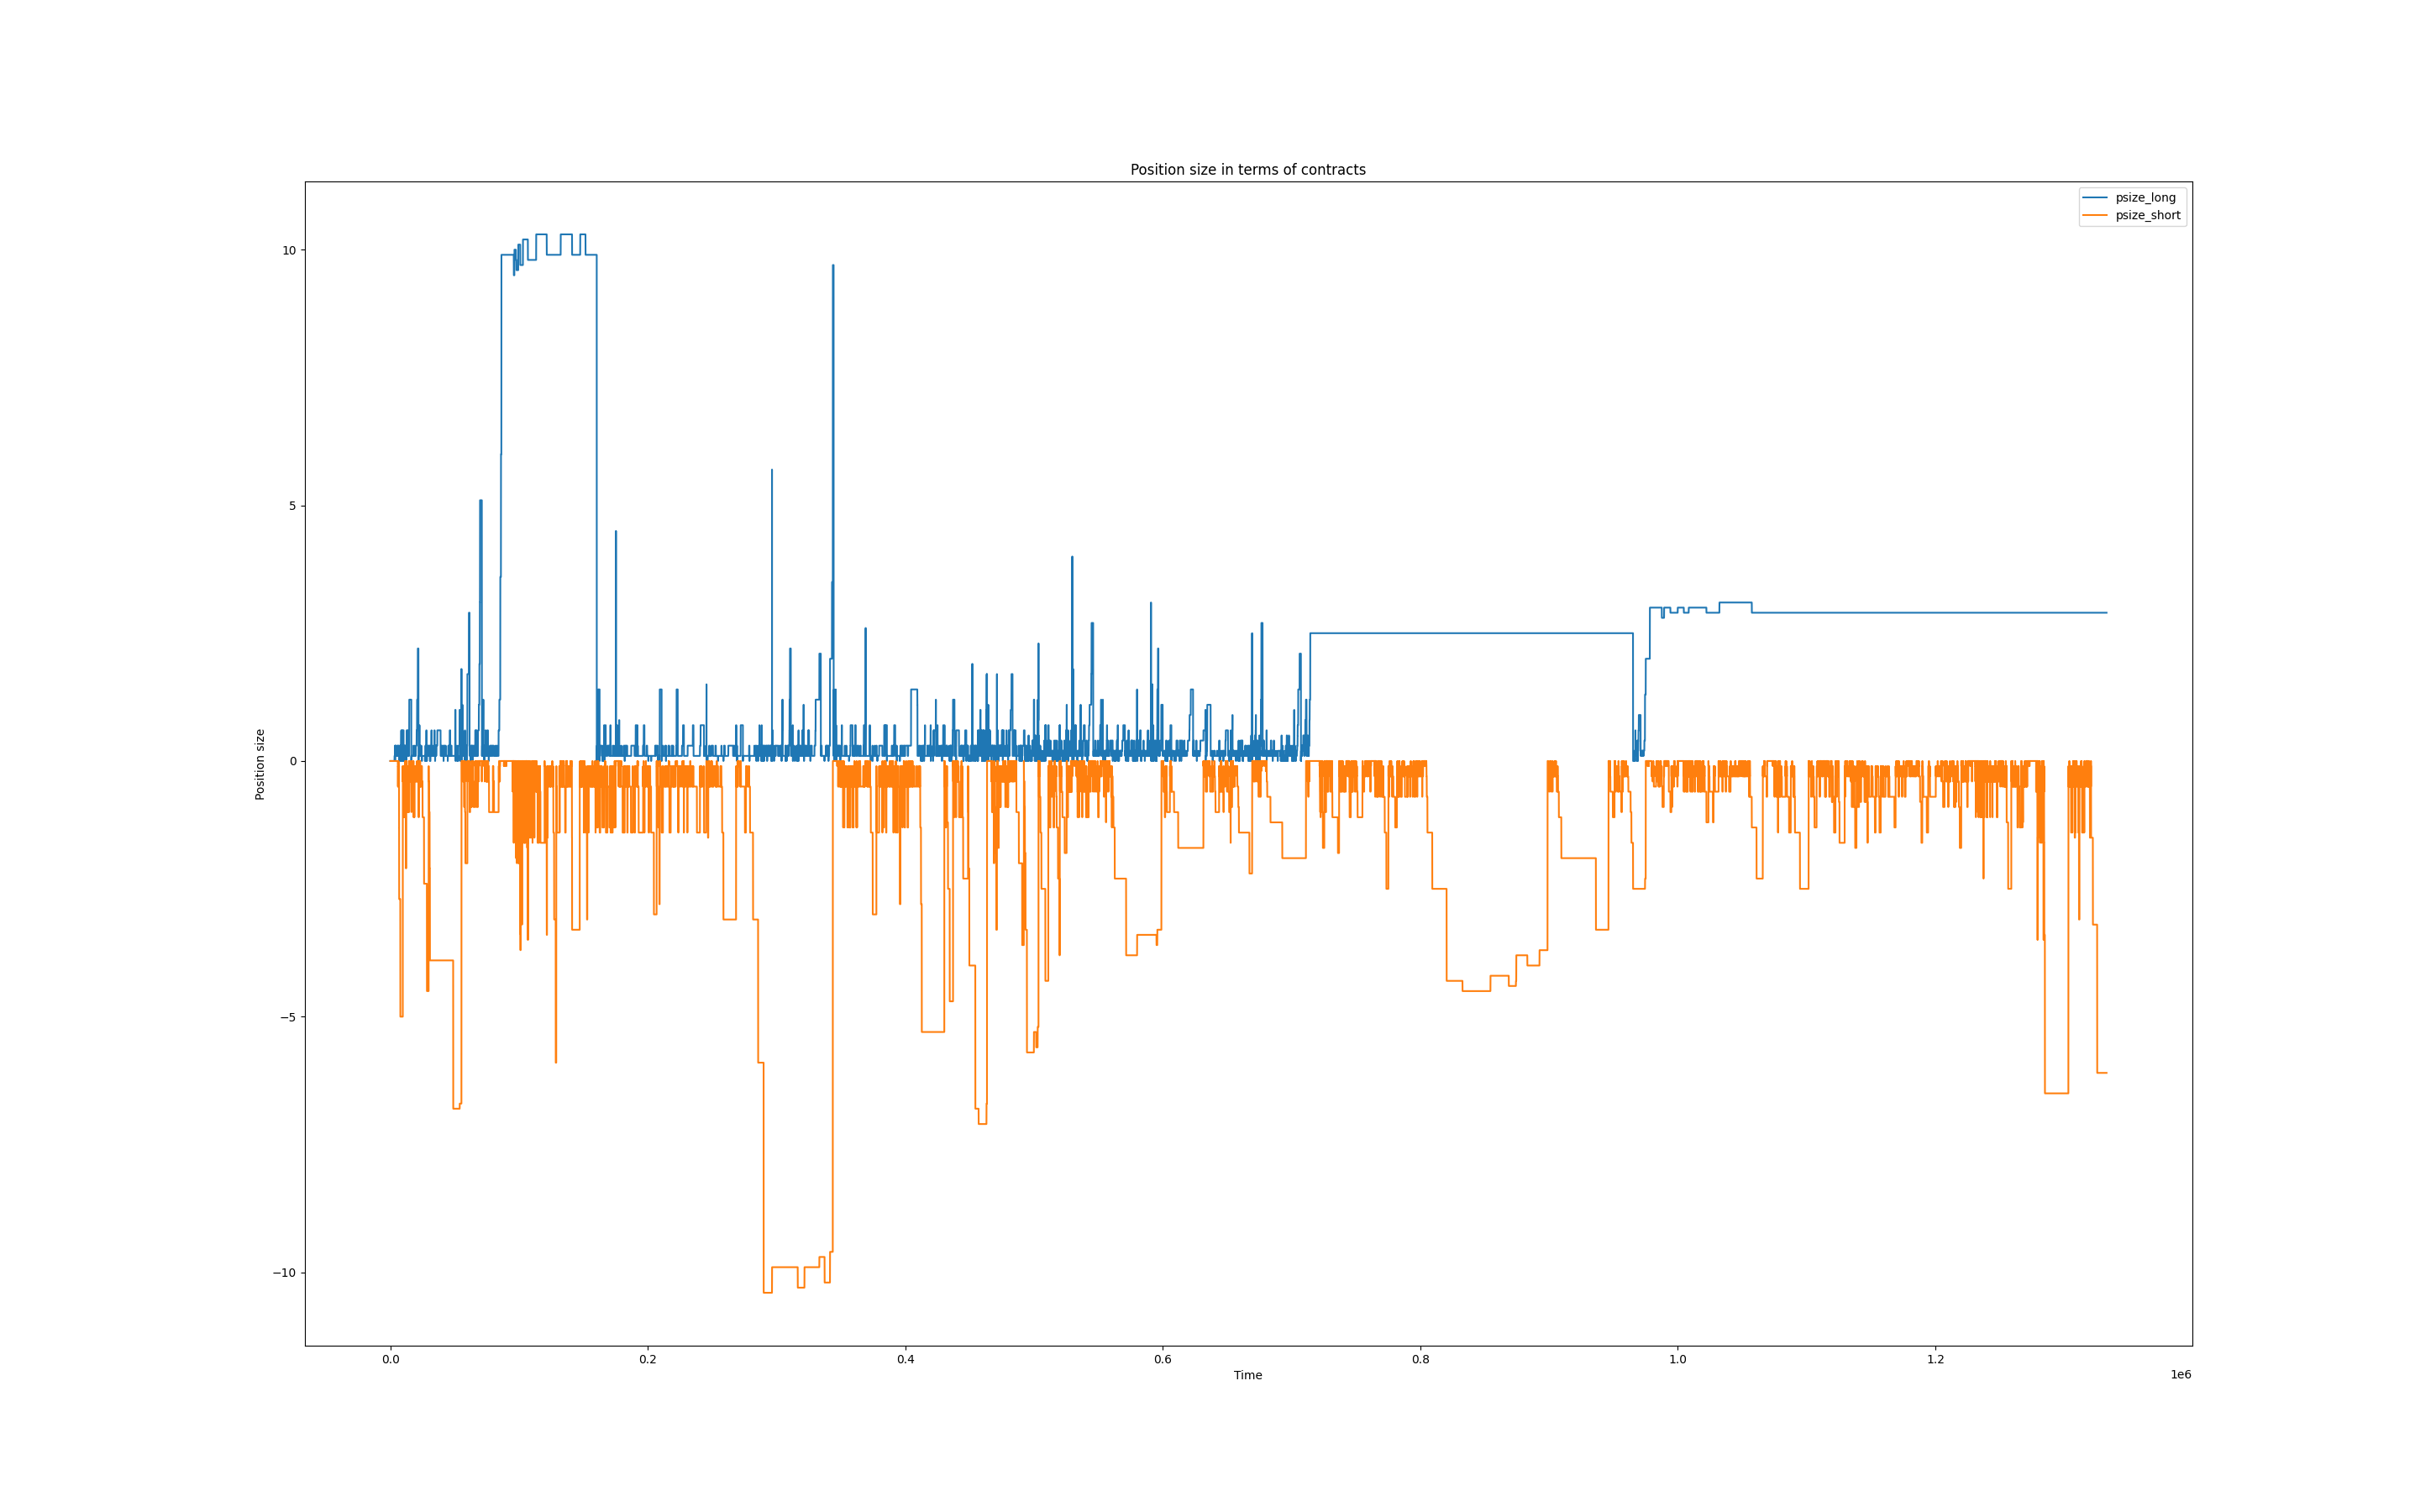 Position size in terms of contracts
psize_long
psize_short
Position size
10
5
0
−5
−10
0.0
0.2
0.4
0.6
0.8
1.0
1.2
1e6
Time